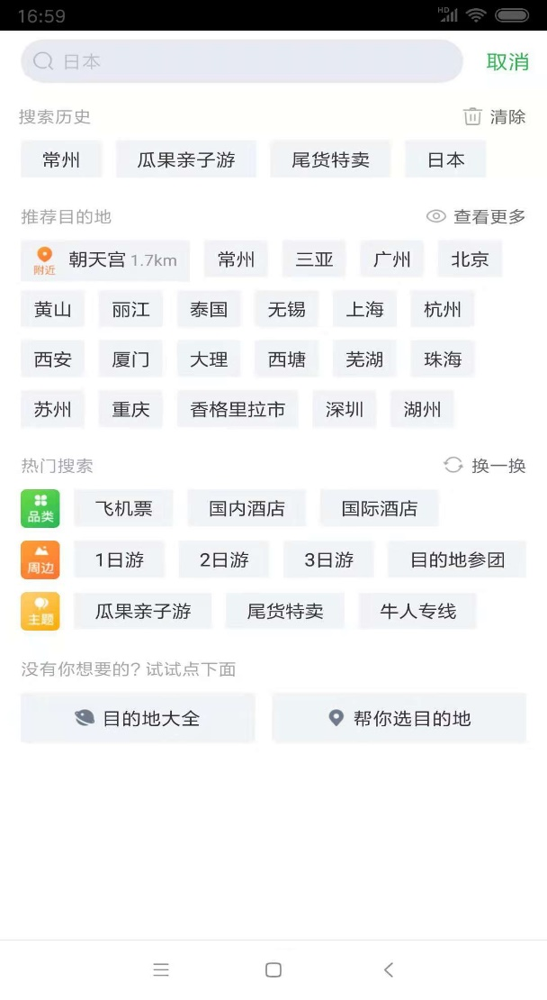 16:59 HD
日本 取消
搜索历史 清除
常州 瓜果亲子游 尾货特卖 日本
推荐目的地 查看更多
附近 朝天宫 1.7km 常州 三亚 广州 北京
黄山 丽江 泰国 无锡 上海 杭州
西安 厦门 大理 西塘 芜湖 珠海
苏州 重庆 香格里拉市 深圳 湖州
热门搜索 换一换
品类 飞机票 国内酒店 国际酒店
周边 1日游 2日游 3日游 目的地参团
主题 瓜果亲子游 尾货特卖 牛人专线
没有你想要的? 试试点下面
目的地大全 帮你选目的地